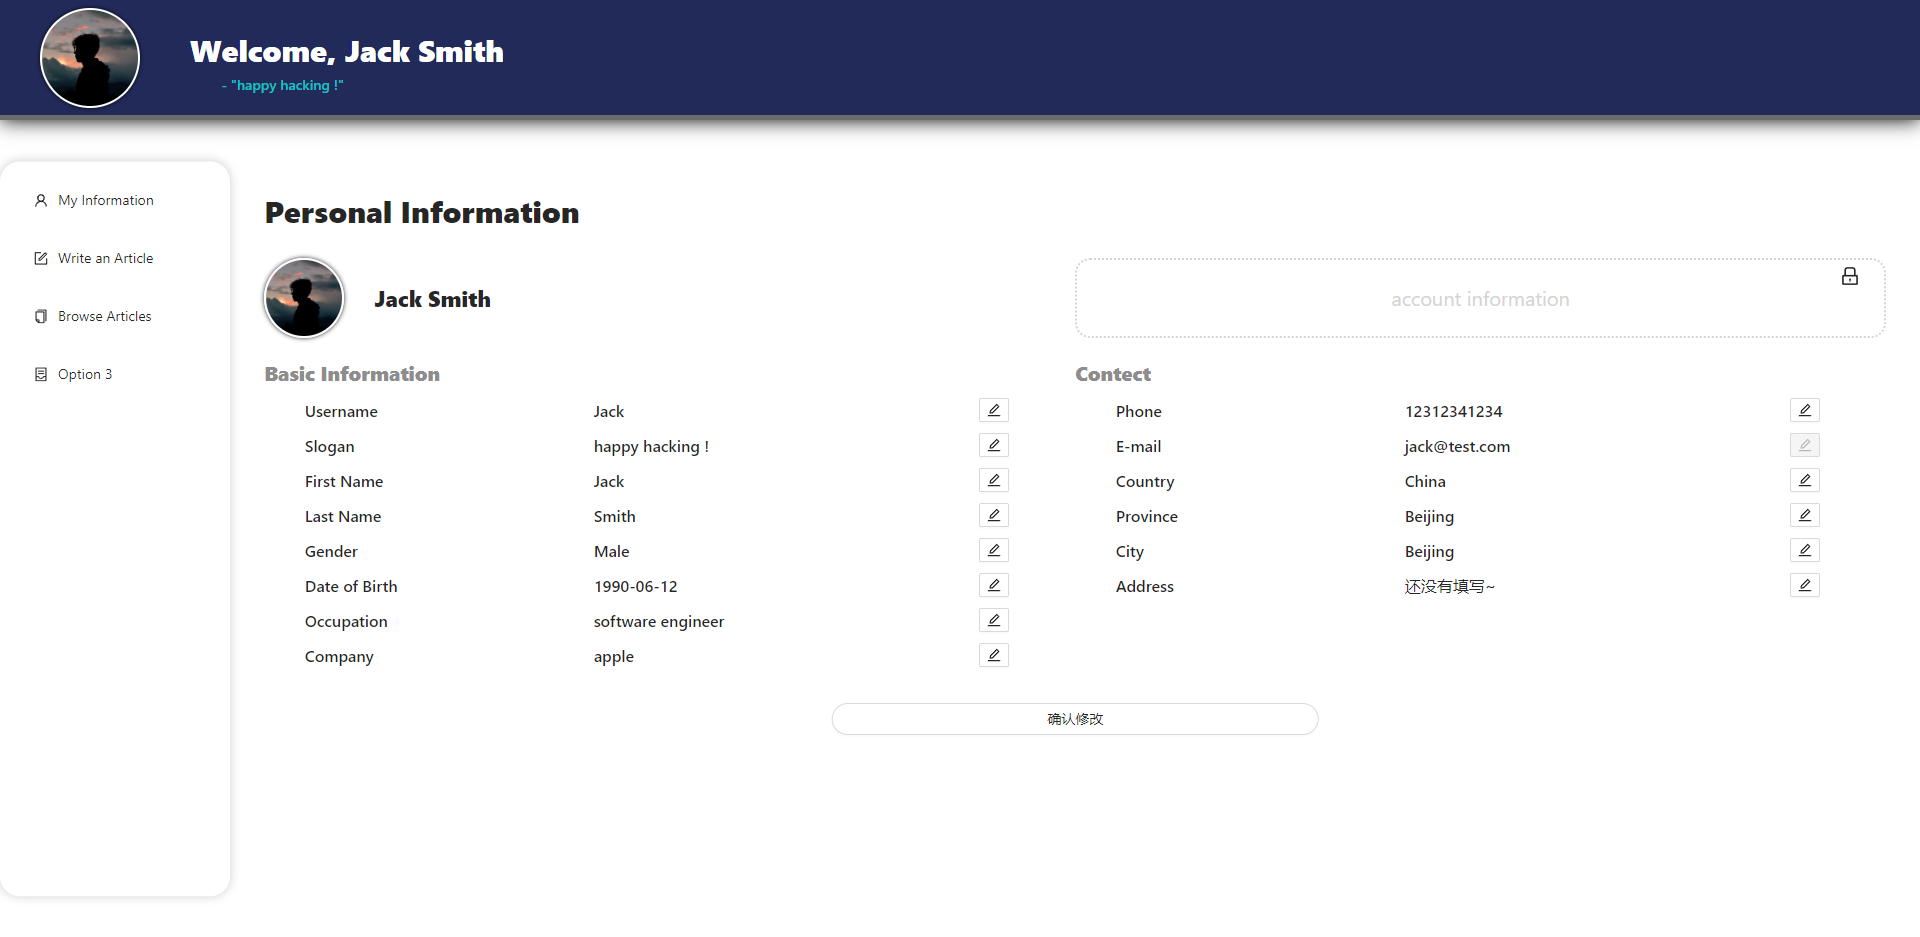 Welcome, Jack Smith
- "happy hacking !"
My Information
Write an Article
Browse Articles
Option 3
Personal Information
Jack Smith
account information
Basic Information
Username Jack
Slogan happy hacking !
First Name Jack
Last Name Smith
Gender Male
Date of Birth 1990-06-12
Occupation software engineer
Company apple
Contect
Phone 12312341234
E-mail jack@test.com
Country China
Province Beijing
City Beijing
Address 还没有填写~
确认修改